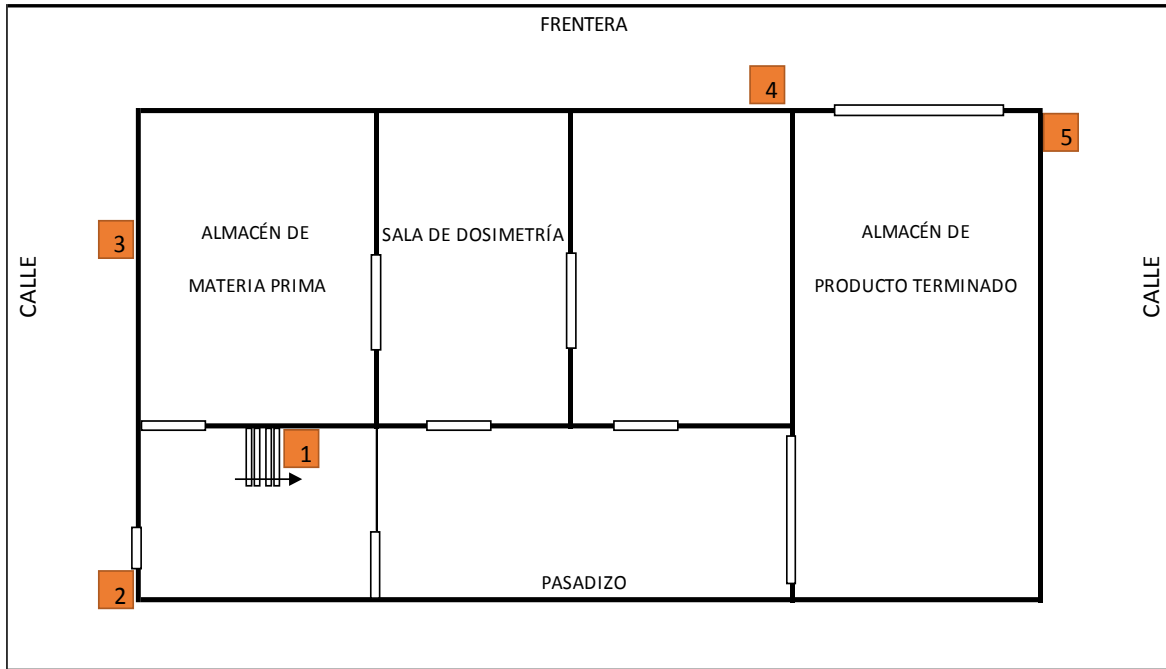 FRENTERA
4
5
3
ALMACÉN DE
MATERIA PRIMA
SALA DE DOSIMETRÍA
ALMACÉN DE
PRODUCTO TERMINADO
CALLE
CALLE
1
2
PASADIZO